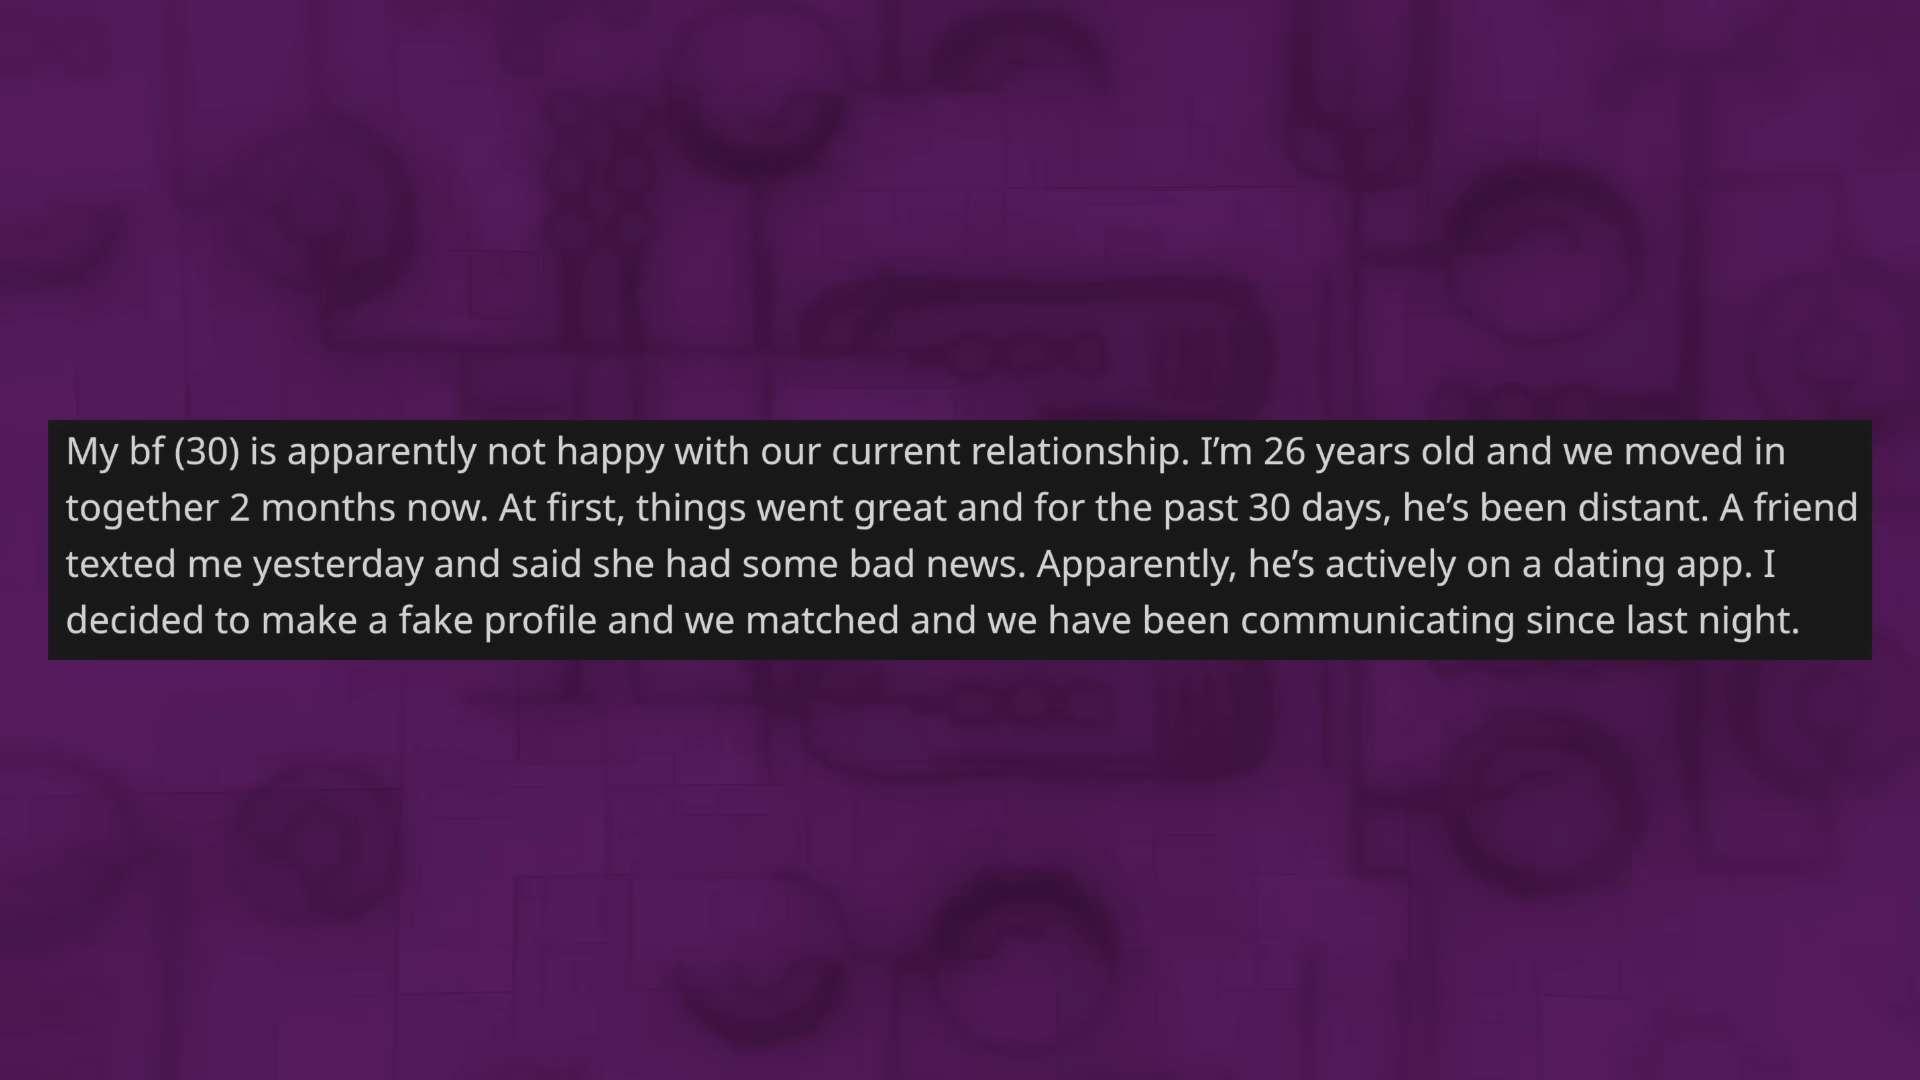 My bf (30) is apparently not happy with our current relationship. I’m 26 years old and we moved in
together 2 months now. At first, things went great and for the past 30 days, he’s been distant. A friend
texted me yesterday and said she had some bad news. Apparently, he’s actively on a dating app. I
decided to make a fake profile and we matched and we have been communicating since last night.